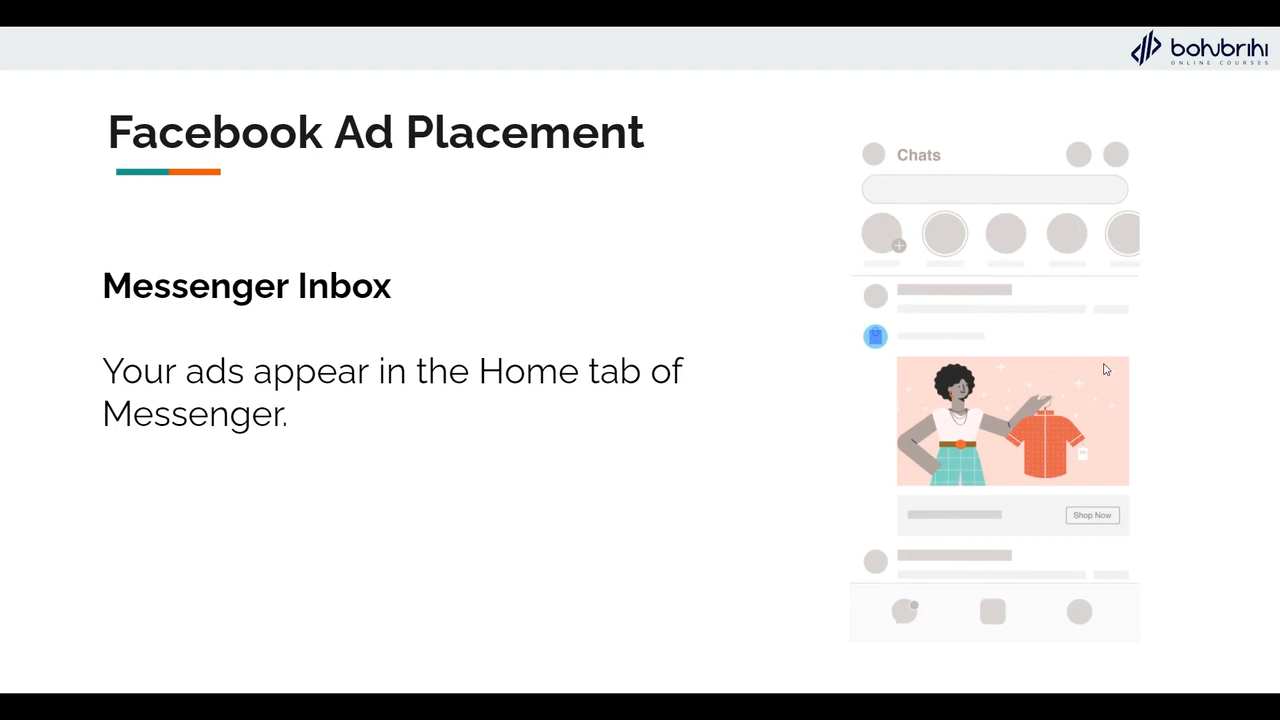 bohubrihi
ONLINE COURSES
Facebook Ad Placement
Messenger Inbox
Your ads appear in the Home tab of
Messenger.
Chats
Shop Now